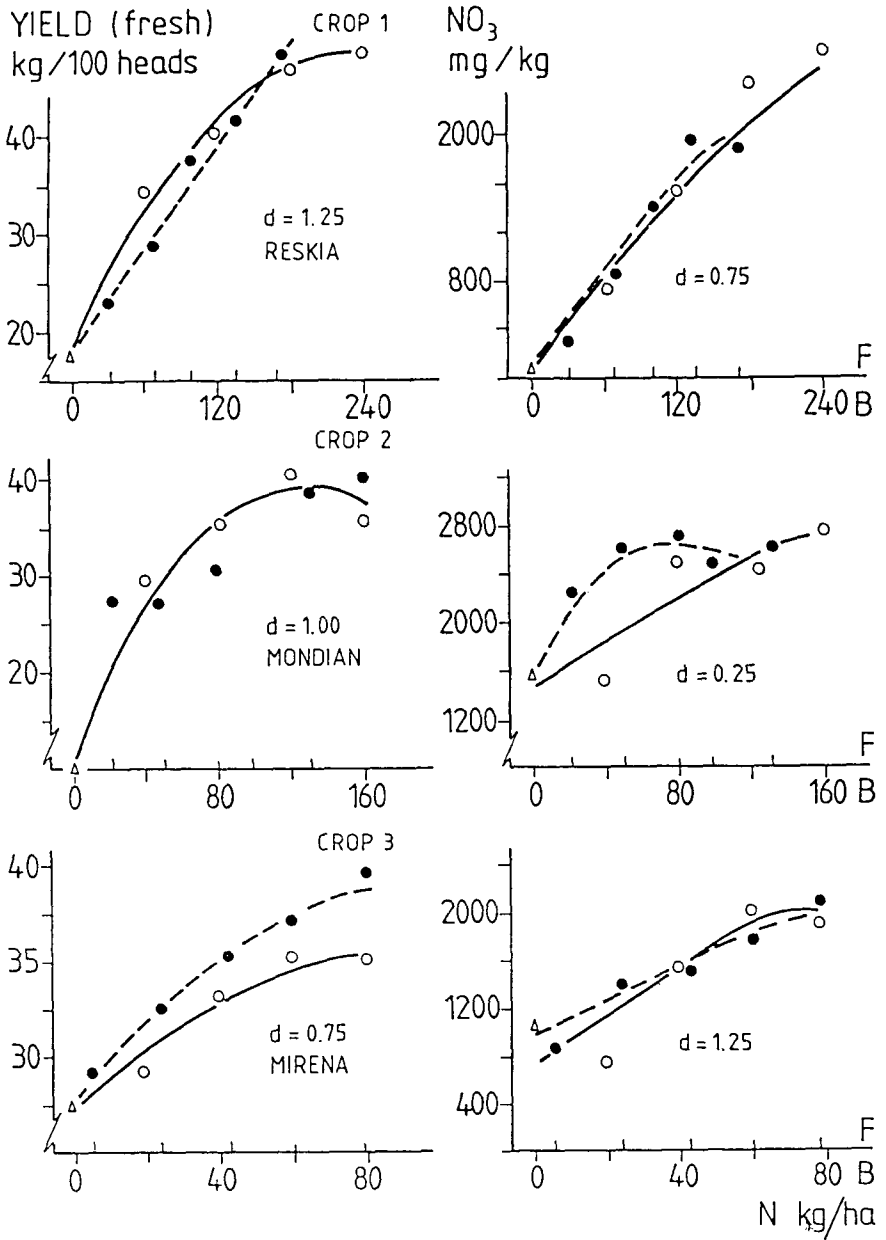 YIELD (fresh)
kg/100 heads
CROP 1
40
30
20
d = 1.25
RESKIA
0 120 240
NO3
mg/kg
2000
800
d = 0.75
F
0 120 240 B
CROP 2
40
30
20
d = 1.00
MONDIAN
0 80 160
2800
2000
1200
d = 0.25
F
0 80 160 B
CROP 3
40
35
30
d = 0.75
MIRENA
0 40 80
2000
1200
400
d = 1.25
F
0 40 80 B
N kg/ha